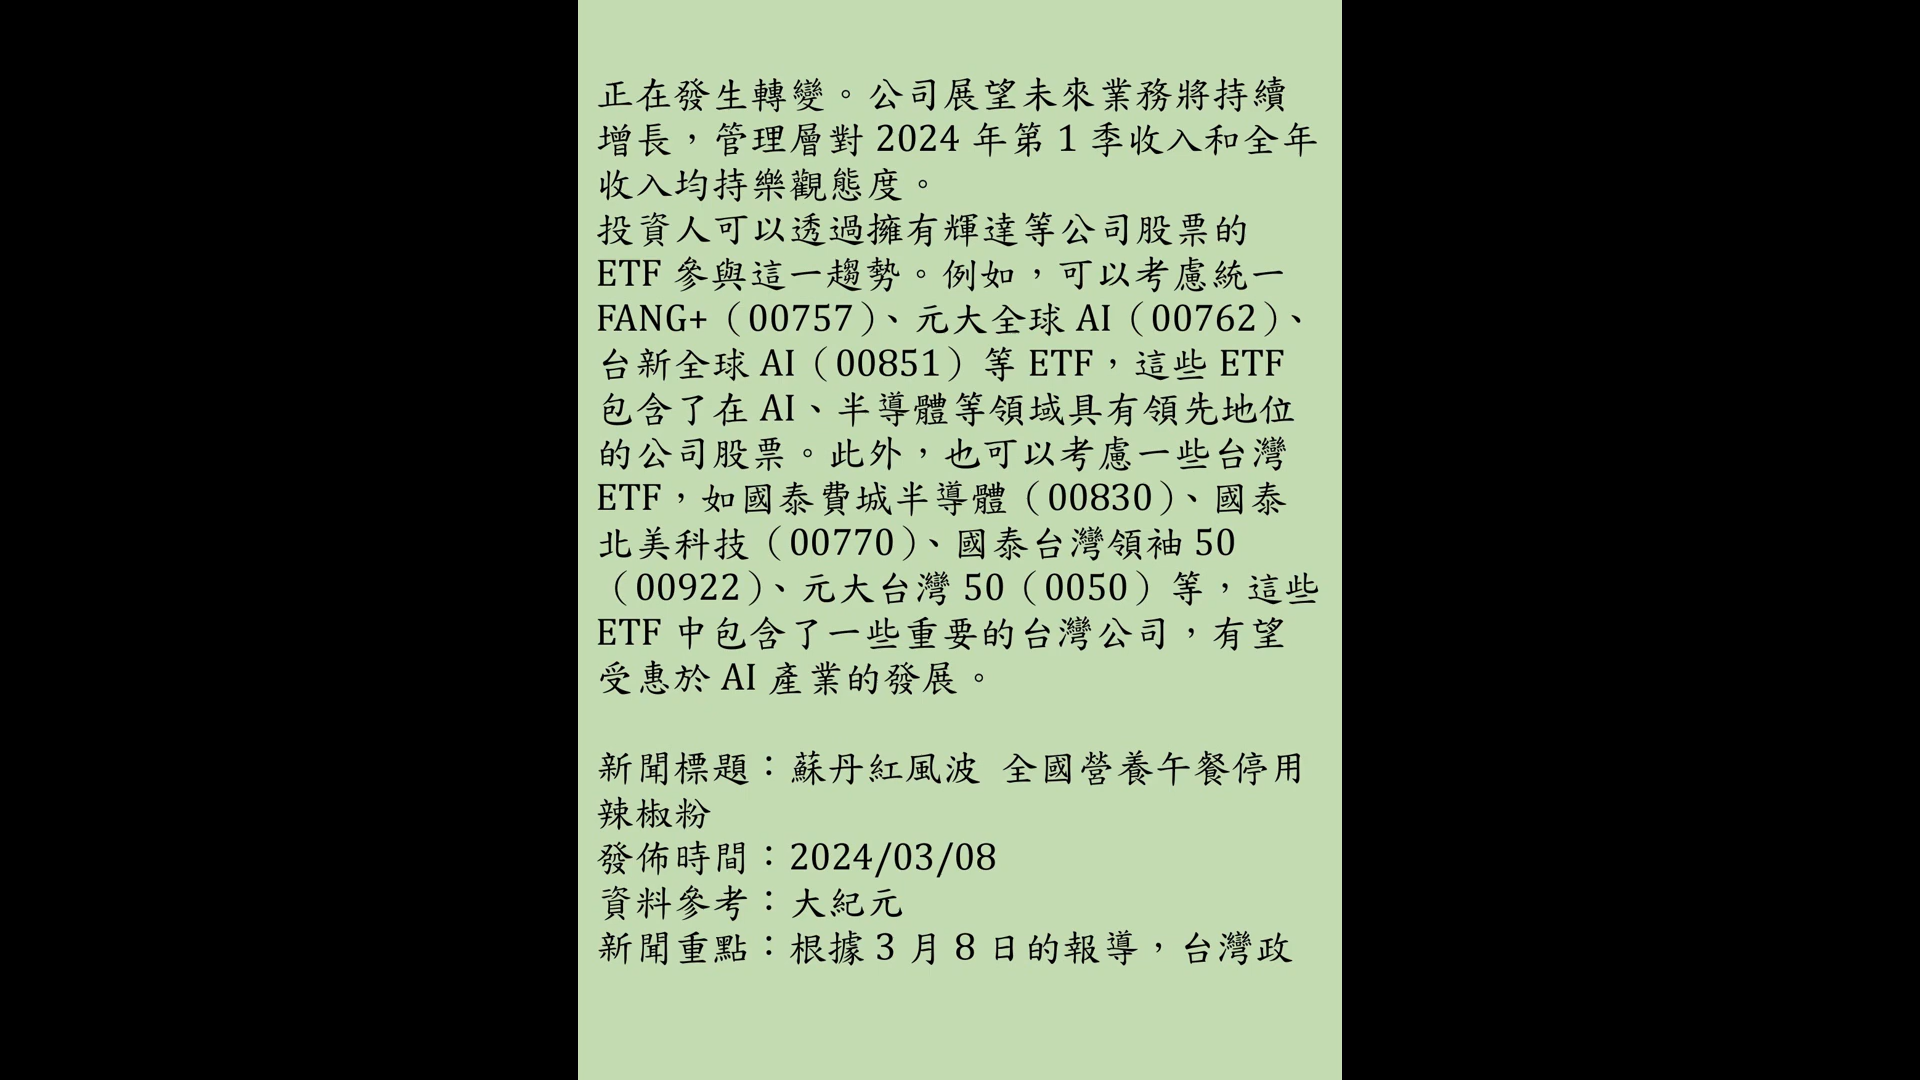 正在發生轉變。公司展望未來業務將持續
增長，管理層對 2024 年第 1 季收入和全年
收入均持樂觀態度。
投資人可以透過擁有輝達等公司股票的
ETF 參與這一趨勢。例如，可以考慮統一
FANG+（00757）、元大全球 AI（00762）、
台新全球 AI（00851）等 ETF，這些 ETF
包含了在 AI、半導體等領域具有領先地位
的公司股票。此外，也可以考慮一些台灣
ETF，如國泰費城半導體（00830）、國泰
北美科技（00770）、國泰台灣領袖 50
（00922）、元大台灣 50（0050）等，這些
ETF 中包含了一些重要的台灣公司，有望
受惠於 AI 產業的發展。
新聞標題：蘇丹紅風波 全國營養午餐停用
辣椒粉
發佈時間：2024/03/08
資料參考：大紀元
新聞重點：根據 3 月 8 日的報導，台灣政